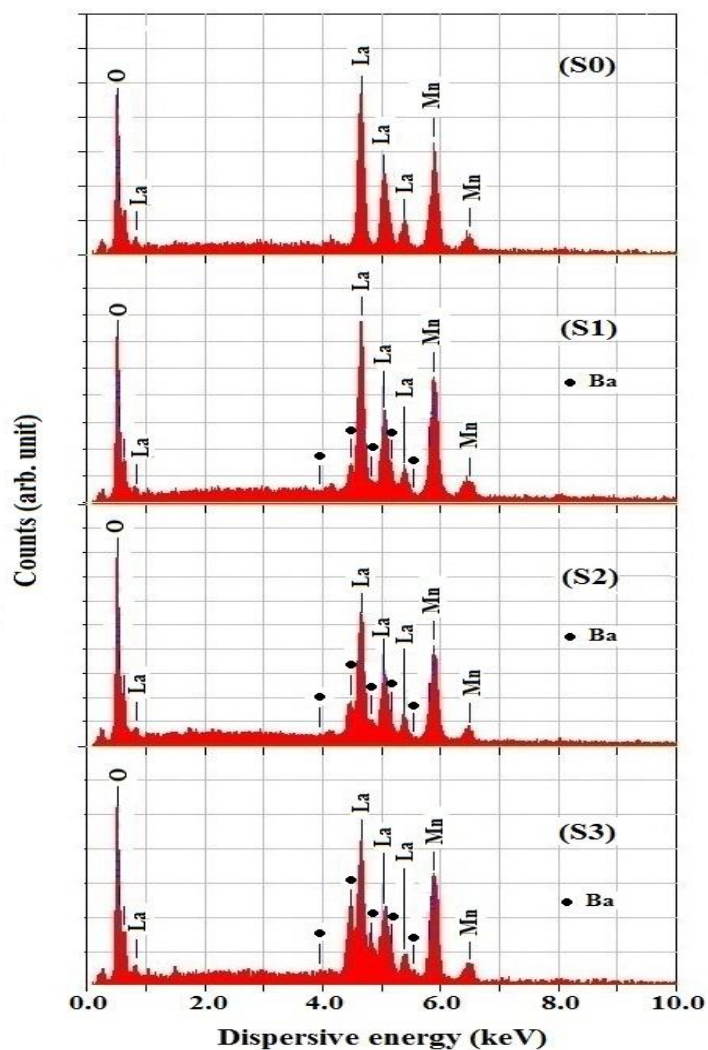 (S0)
O
La
La
La
La
Mn
Mn
(S1)
Ba
O
La
La
La
La
Mn
Mn
(S2)
Ba
O
La
La
La
La
Mn
Mn
(S3)
Ba
O
La
La
La
La
Mn
Mn
Counts (arb. unit)
0.0 2.0 4.0 6.0 8.0 10.0
Dispersive energy (keV)